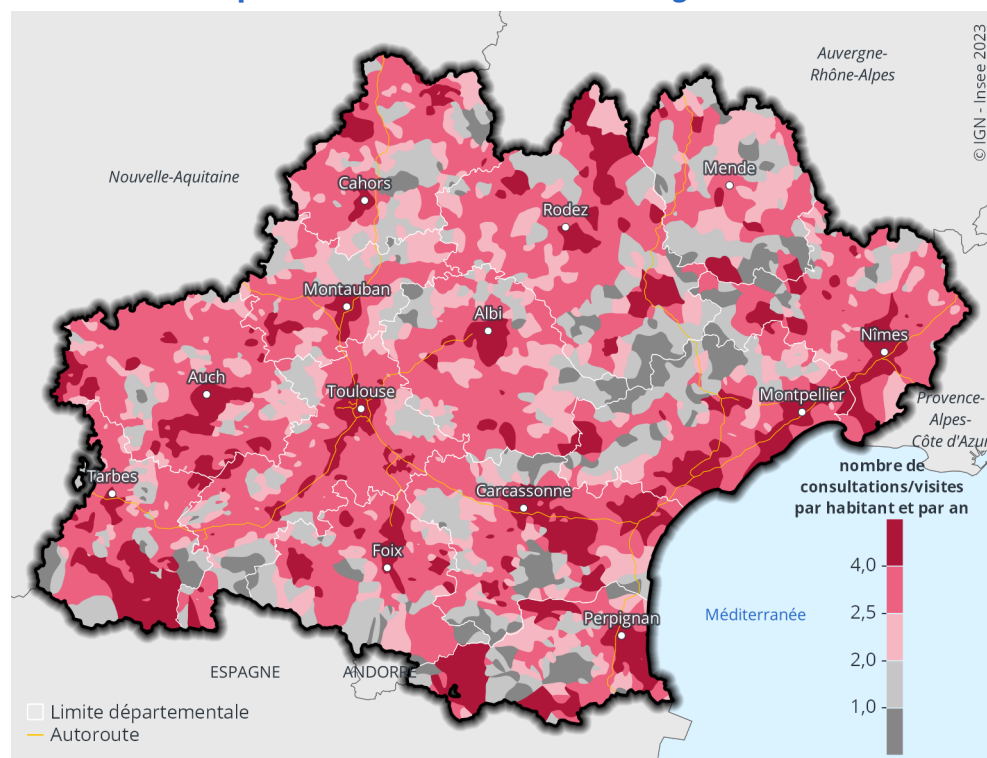 © IGN - Insee 2023
Auvergne-
Rhône-Alpes
Nouvelle-Aquitaine
Mende
Cahors
Rodez
Montauban
Albi
Nîmes
Auch
Toulouse
Montpellier
Provence-
Alpes-
Côte d'Azur
Tarbes
Carcassonne
nombre de
consultations/visites
par habitant et par an
Foix
4,0
2,5
Perpignan
Méditerranée
2,0
ESPAGNE
ANDORRE
1,0
Limite départementale
Autoroute